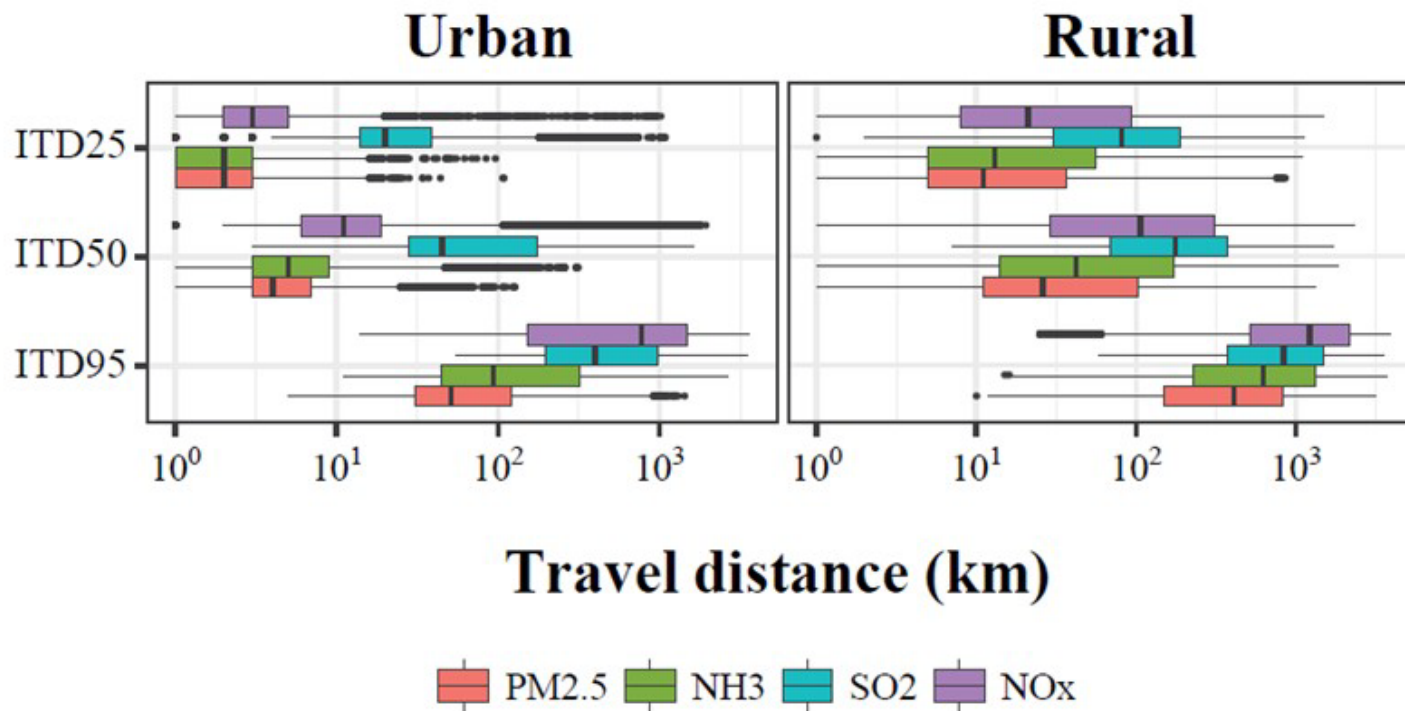 Urban Rural
ITD25
ITD50
ITD95
10⁰ 10¹ 10² 10³ 10⁰ 10¹ 10² 10³
Travel distance (km)
PM2.5 NH3 SO2 NOx